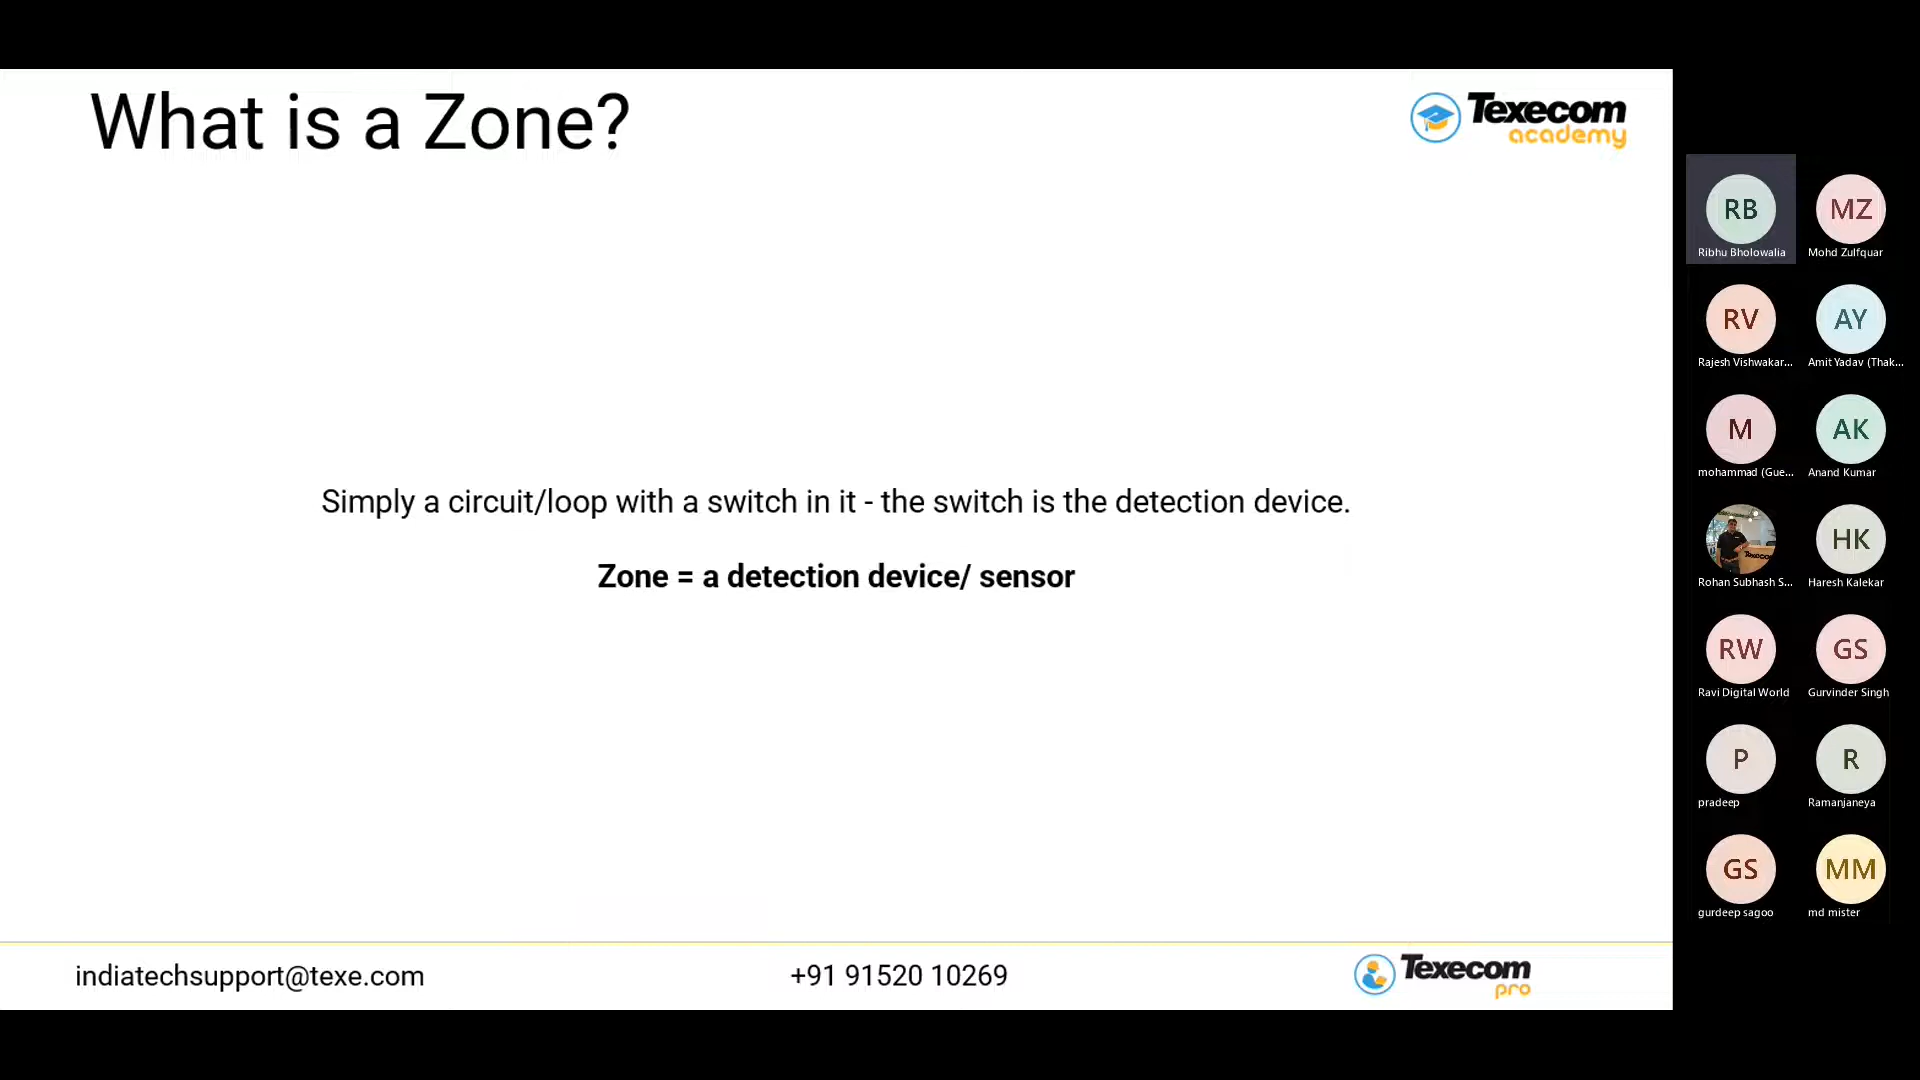 What is a Zone?
Texecom
academy
Simply a circuit/loop with a switch in it - the switch is the detection device.
Zone = a detection device/ sensor
indiatechsupport@texe.com
+91 91520 10269
Texecom
pro
RB
Ribhu Bholowalia
MZ
Mohd Zulfquar
RV
Rajesh Vishwakar...
AY
Amit Yadav (Thak...
M
mohammad (Gue...
AK
Anand Kumar
Rohan Subhash S...
HK
Haresh Kalekar
RW
Ravi Digital World
GS
Gurvinder Singh
P
pradeep
R
Ramanjaneya
GS
gurdeep sagoo
MM
md mister